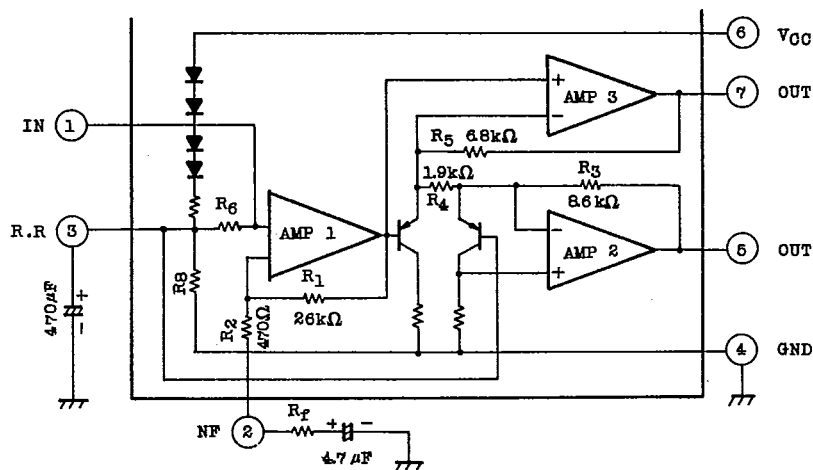 6 VCC
AMP 3
+
−
7 OUT
IN 1
R5 6.8kΩ
1.9kΩ
R4
R3
8.6kΩ
R6
R.R 3
AMP 1
−
AMP 2
+
5 OUT
R8
R1
26kΩ
R2
470Ω
470μF
+
−
4 GND
NF 2
Rf
+ −
4.7μF